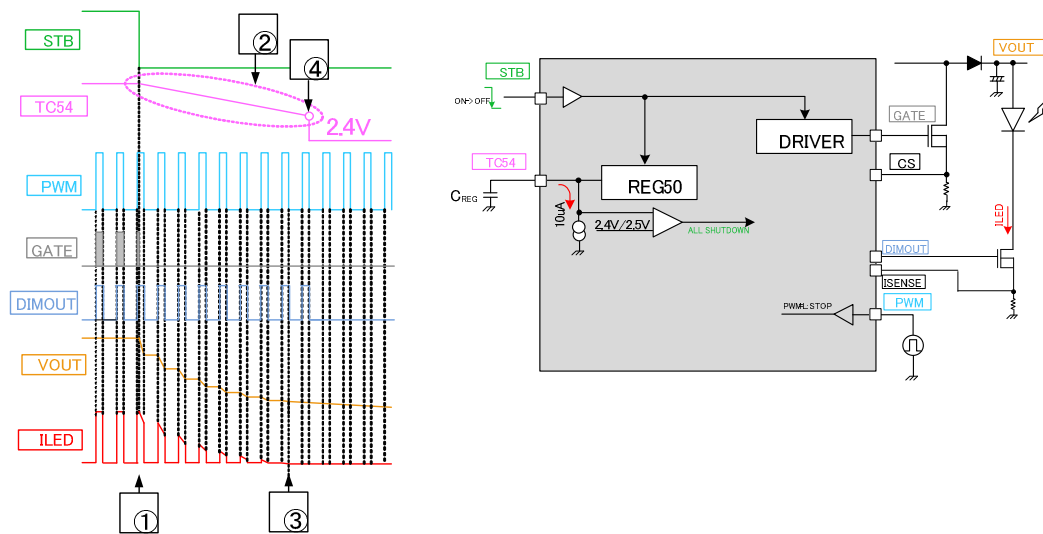 STB
②
④
TC54
2.4V
PWM
GATE
DIMOUT
VOUT
ILED
①
③
STB
ON->OFF
TC54
CREG
10uA
REG50
2.4V/2.5V
ALL SHUTDOWN
DRIVER
PWM=L:STOP
VOUT
GATE
CS
ILED
DIMOUT
ISENSE
PWM